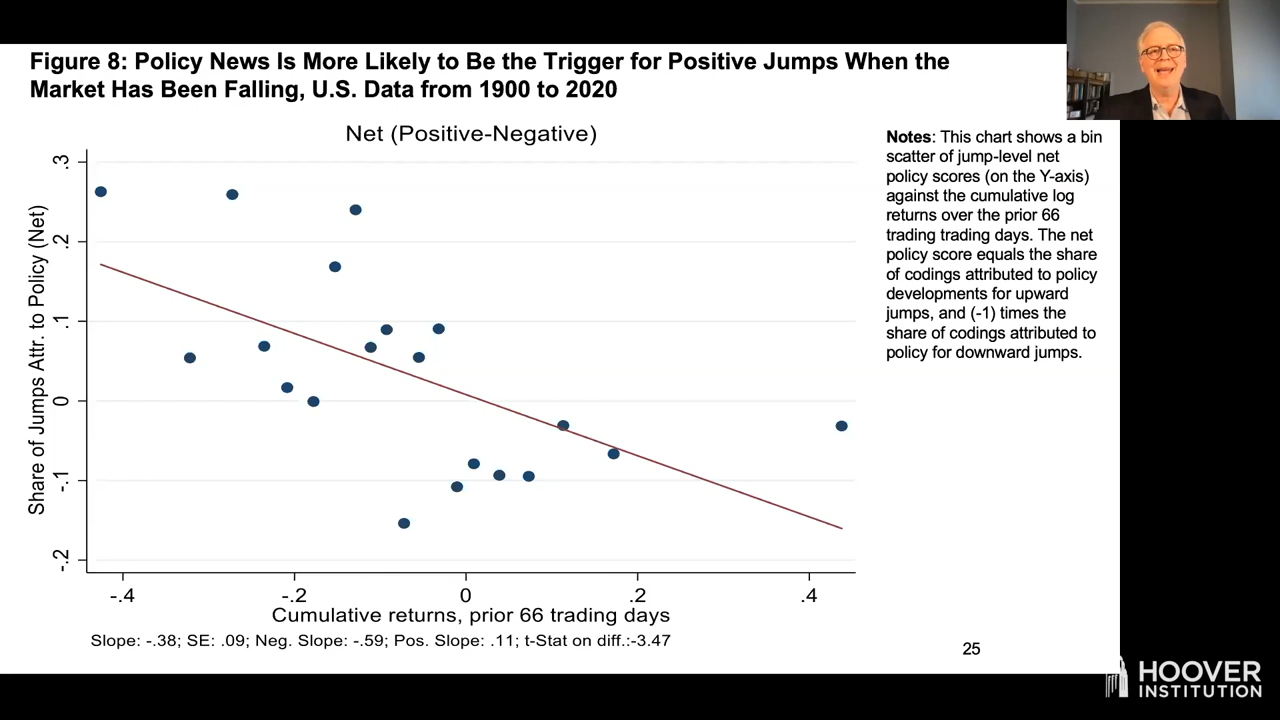 Figure 8: Policy News Is More Likely to Be the Trigger for Positive Jumps When the
Market Has Been Falling, U.S. Data from 1900 to 2020
Net (Positive-Negative)
Share of Jumps Attr. to Policy (Net)
.3
.2
.1
0
-.1
-.2
-.4
-.2
0
.2
.4
Cumulative returns, prior 66 trading days
Slope: -.38; SE: .09; Neg. Slope: -.59; Pos. Slope: .11; t-Stat on diff.:-3.47
Notes: This chart shows a bin
scatter of jump-level net
policy scores (on the Y-axis)
against the cumulative log
returns over the prior 66
trading trading days. The net
policy score equals the share
of codings attributed to policy
developments for upward
jumps, and (-1) times the
share of codings attributed to
policy for downward jumps.
25
HOOVER
INSTITUTION